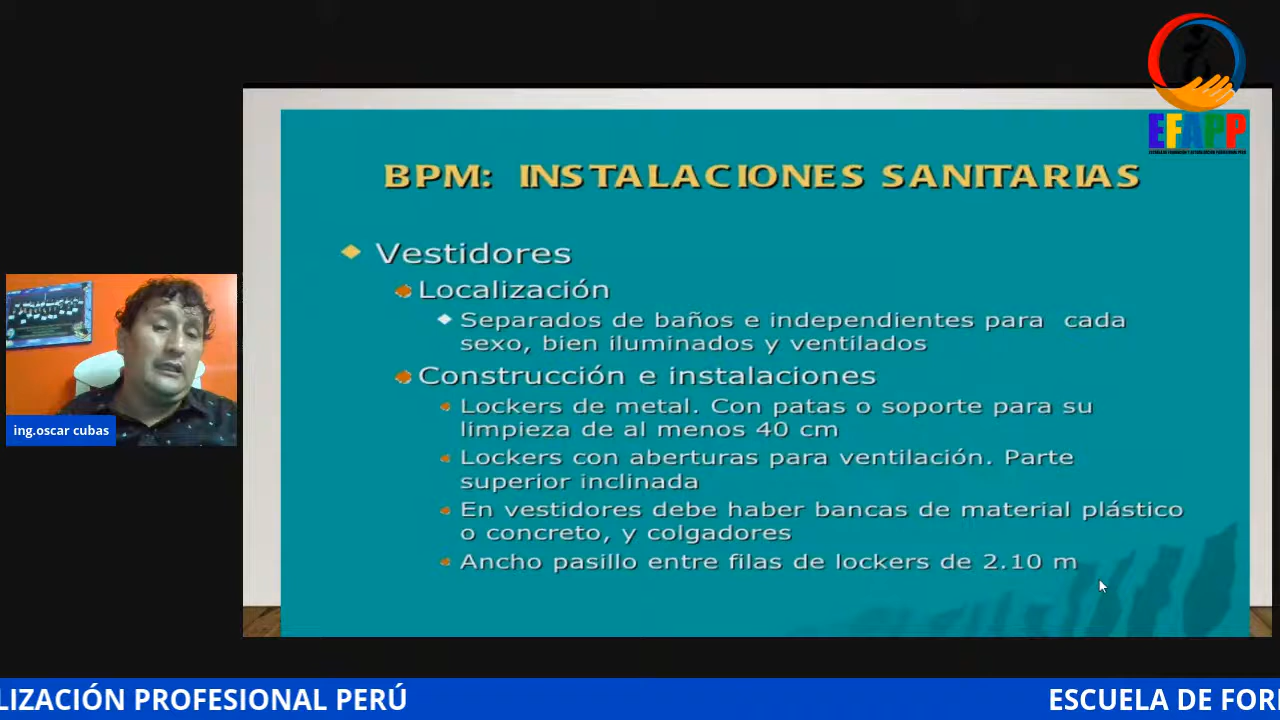 EFAPP
BPM: INSTALACIONES SANITARIAS
Vestidores
Localización
Separados de baños e independientes para cada
sexo, bien iluminados y ventilados
Construcción e instalaciones
Lockers de metal. Con patas o soporte para su
limpieza de al menos 40 cm
Lockers con aberturas para ventilación. Parte
superior inclinada
En vestidores debe haber bancas de material plástico
o concreto, y colgadores
Ancho pasillo entre filas de lockers de 2.10 m
ing.oscar cubas
LIZACIÓN PROFESIONAL PERÚ
ESCUELA DE FOR